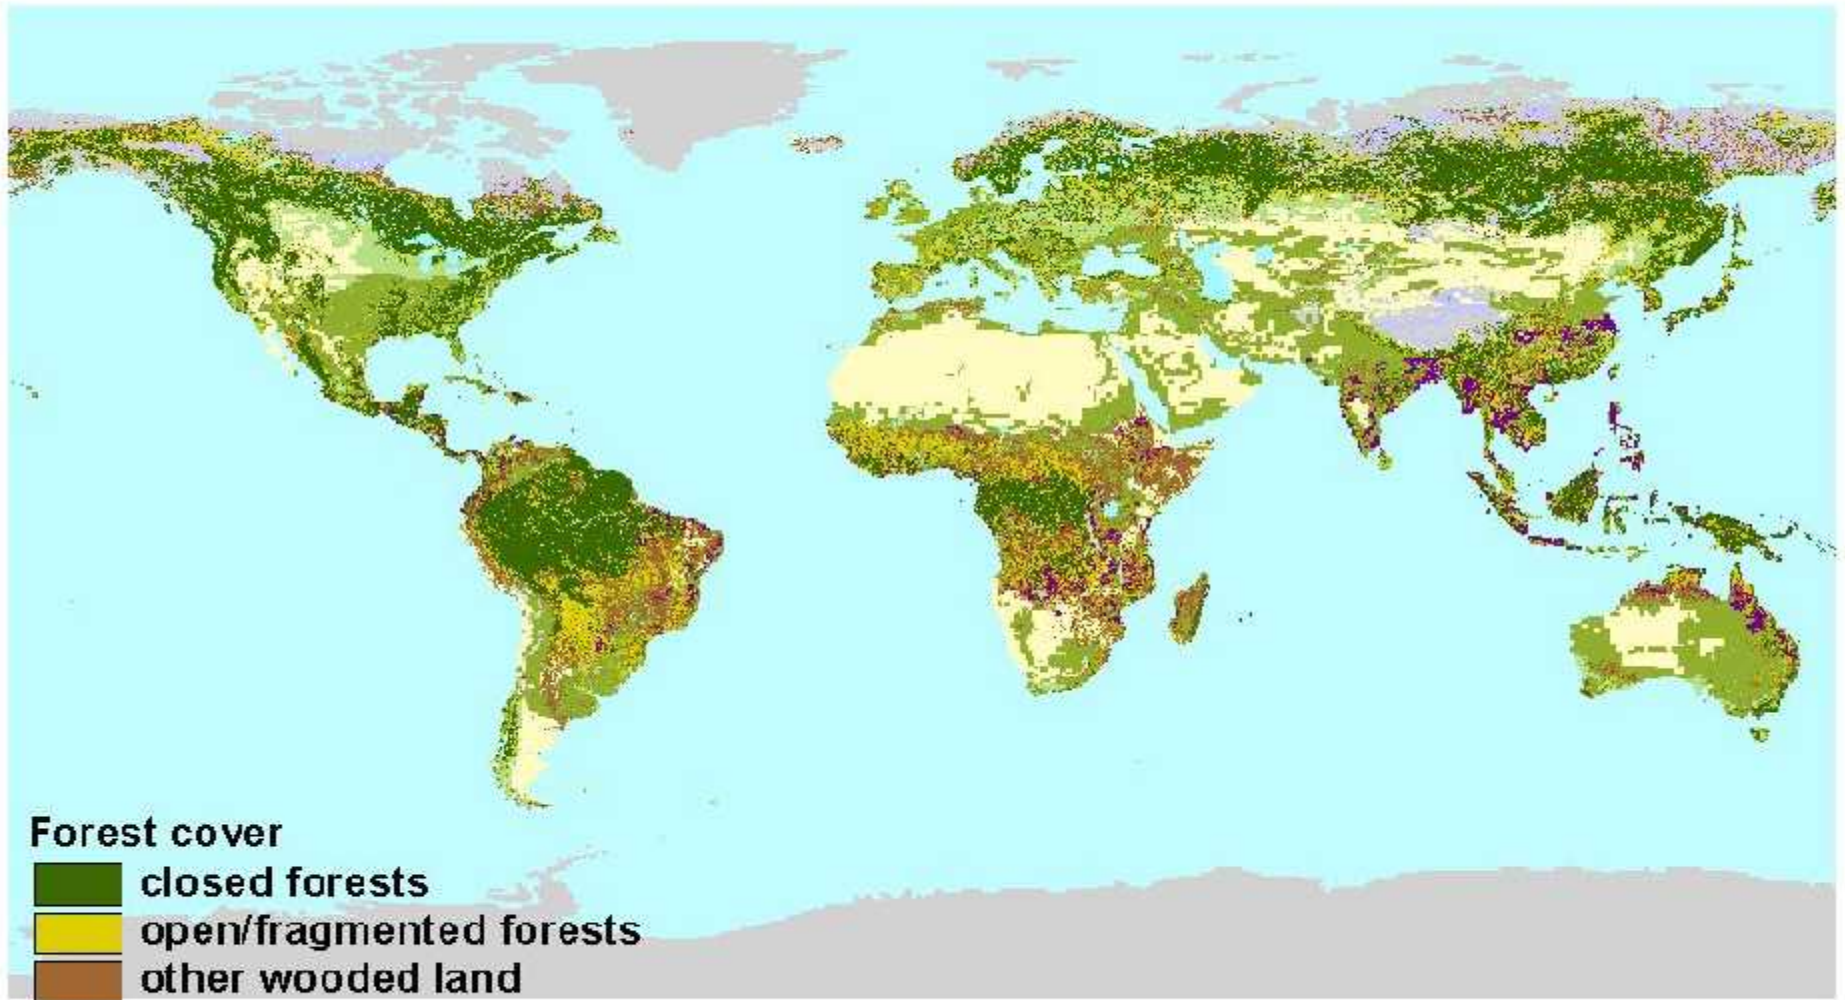 Forest cover
closed forests
open/fragmented forests
other wooded land